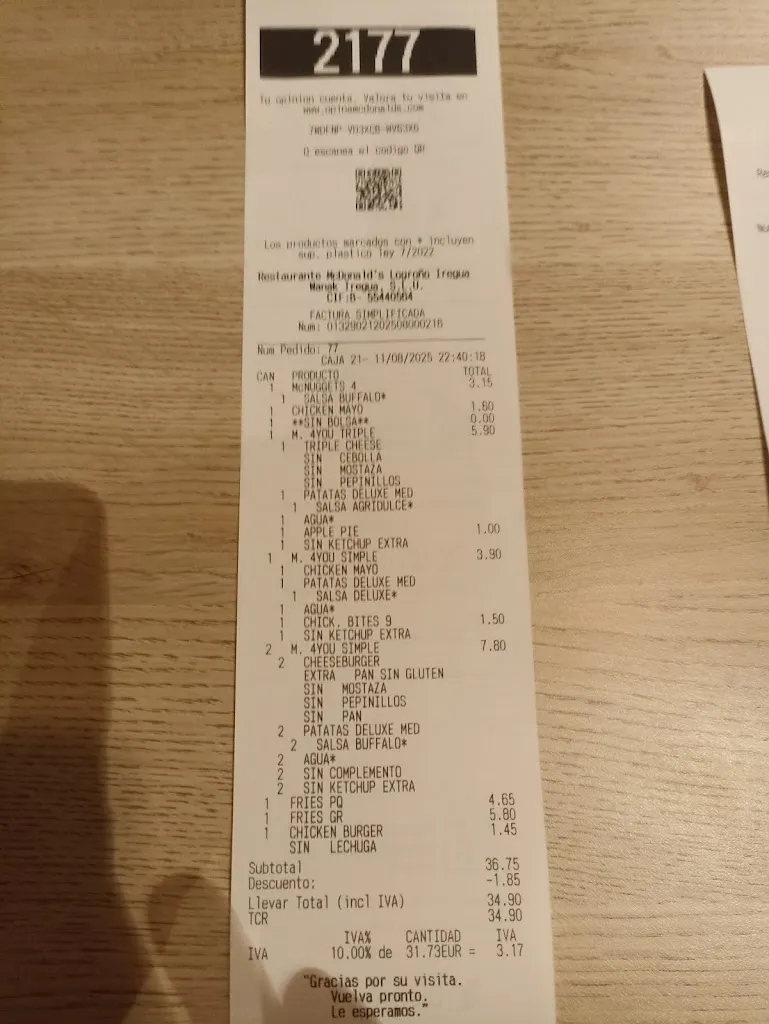 2177
Tu opinion cuenta. Valora tu visita en
www.opinamcdonalds.com
O escanea el codigo QR
Los productos marcados con * incluyen
sup. plastico ley 7/2022
Restaurante McDonald's Logroño Iregua
Wanak Iregua, S.L.U.
CIF:B- 55440564
FACTURA SIMPLIFICADA
Num: 01329021202508000216
Num Pedido: 77
CAJA 21- 11/08/2025 22:40:18
CAN PRODUCTO TOTAL
1 McNUGGETS 4 3.15
1 SALSA BUFFALO*
1 CHICKEN MAYO 1.60
1 **SIN BOLSA** 0.00
1 M. 4YOU TRIPLE 5.90
1 TRIPLE CHEESE
SIN CEBOLLA
SIN MOSTAZA
SIN PEPINILLOS
1 PATATAS DELUXE MED
1 SALSA AGRIDULCE*
1 AGUA*
1 APPLE PIE 1.00
1 SIN KETCHUP EXTRA
1 M. 4YOU SIMPLE 3.90
1 CHICKEN MAYO
1 PATATAS DELUXE MED
1 SALSA DELUXE*
1 AGUA*
1 CHICK. BITES 9 1.50
1 SIN KETCHUP EXTRA
2 M. 4YOU SIMPLE 7.80
2 CHEESEBURGER
EXTRA PAN SIN GLUTEN
SIN MOSTAZA
SIN PEPINILLOS
SIN PAN
2 PATATAS DELUXE MED
2 SALSA BUFFALO*
2 AGUA*
2 SIN COMPLEMENTO
2 SIN KETCHUP EXTRA
1 FRIES PQ 4.65
1 FRIES GR 5.80
1 CHICKEN BURGER 1.45
SIN LECHUGA
Subtotal 36.75
Descuento: -1.85
Llevar Total (incl IVA) 34.90
TCR 34.90
IVA% CANTIDAD IVA
IVA 10.00% de 31.73EUR = 3.17
"Gracias por su visita.
Vuelva pronto.
Le esperamos."